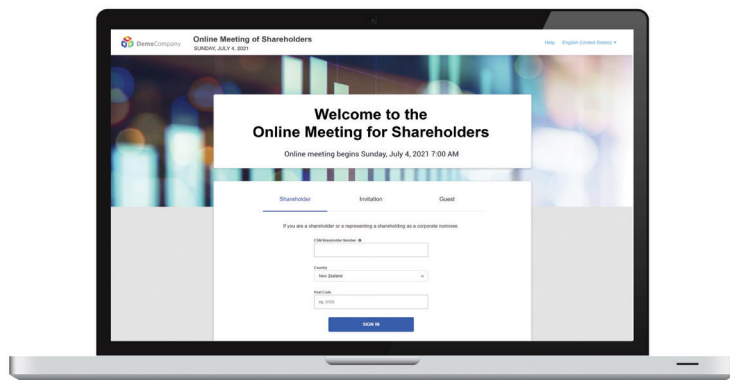 DemoCompany
Online Meeting of Shareholders
SUNDAY, JULY 4, 2021
Help English (United States)
Welcome to the
Online Meeting for Shareholders
Online meeting begins Sunday, July 4, 2021 7:00 AM
Shareholder Invitation Guest
If you are a shareholder or a representing a shareholding as a corporate nominee.
CSN/Shareholder Number
Country
New Zealand
Post Code
SIGN IN